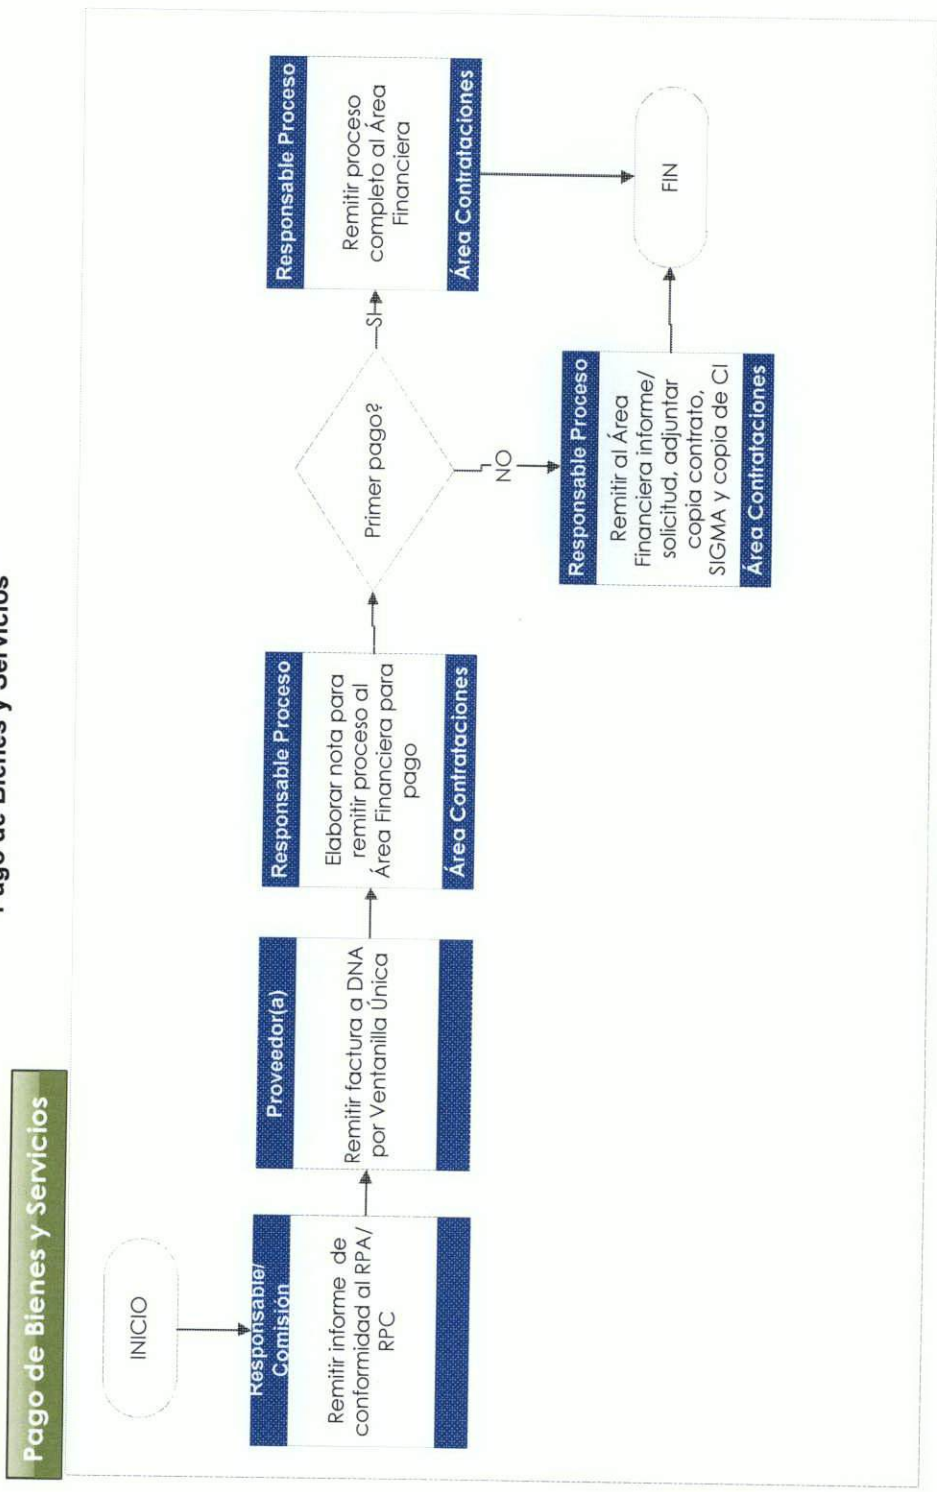 Pago de Bienes y Servicios
Pago de Bienes y Servicios
INICIO
Responsable/
Comisión
Remitir informe de
conformidad al RPA/
RPC
Proveedor(a)
Remitir factura a DNA
por Ventanilla Única
Responsable Proceso
Elaborar nota para
remitir proceso al
Área Financiera para
pago
Área Contrataciones
Primer pago?
SI
Responsable Proceso
Remitir proceso
completo al Área
Financiera
Área Contrataciones
NO
Responsable Proceso
Remitir al Área
Financiera informe/
solicitud, adjuntar
copia contrato,
SIGMA y copia de CI
Área Contrataciones
FIN